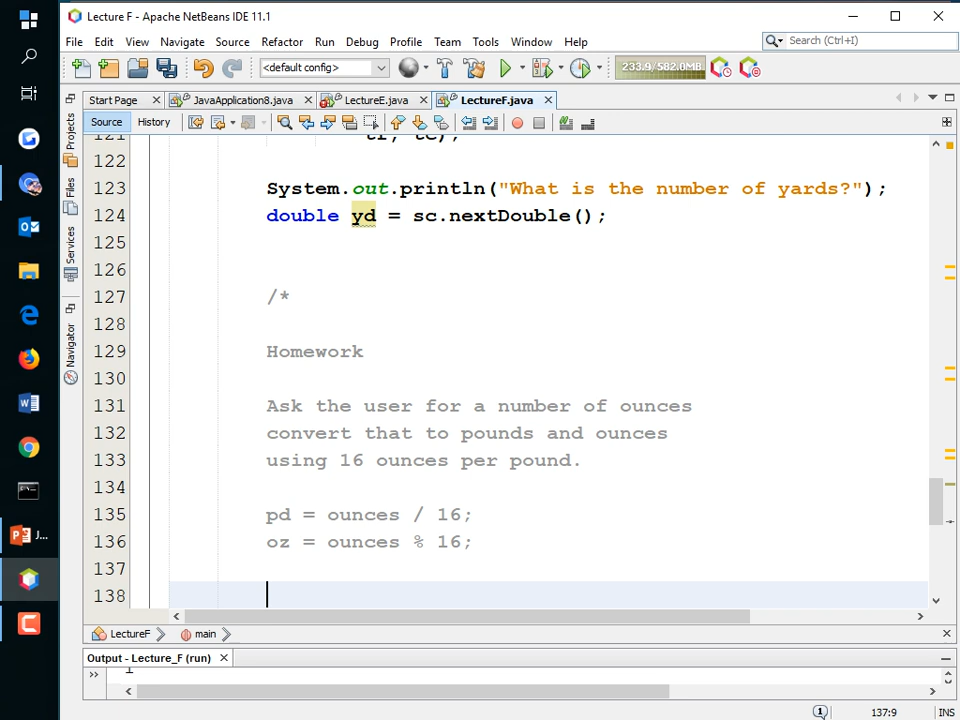 Lecture F - Apache NetBeans IDE 11.1
File Edit View Navigate Source Refactor Run Debug Profile Team Tools Window Help
Search (Ctrl+I)
<default config>
233.9/582.0MB
Start Page JavaApplication8.java LectureE.java LectureF.java
Source History
Projects
Files
Services
Navigator
121 tf, tc);
122
123 System.out.println("What is the number of yards?");
124 double yd = sc.nextDouble();
125
126
127 /*
128
129 Homework
130
131 Ask the user for a number of ounces
132 convert that to pounds and ounces
133 using 16 ounces per pound.
134
135 pd = ounces / 16;
136 oz = ounces % 16;
137
138
J...
LectureF main
Output - Lecture_F (run)
1
137:9 INS